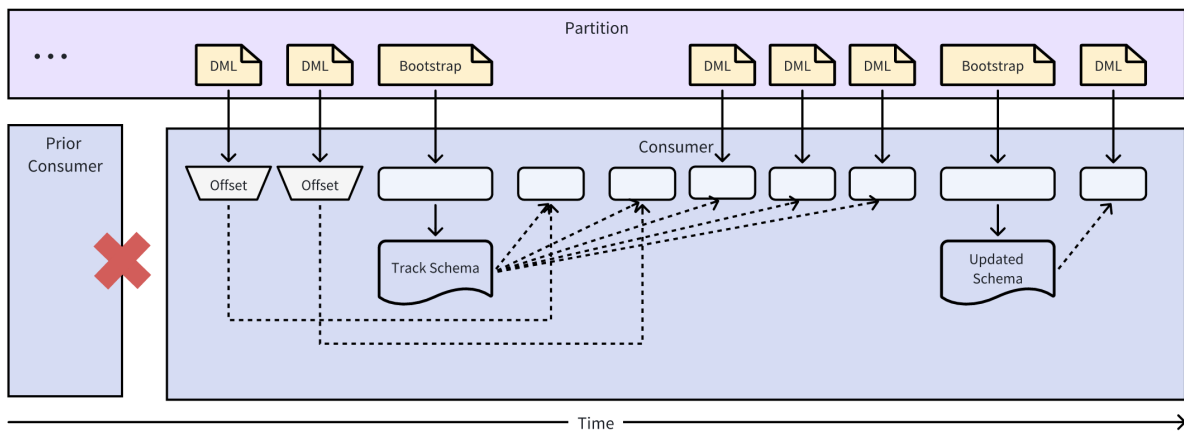 Partition
...
DML
DML
Bootstrap
DML
DML
DML
Bootstrap
DML
Prior
Consumer
Consumer
Offset
Offset
Track Schema
Updated
Schema
Time